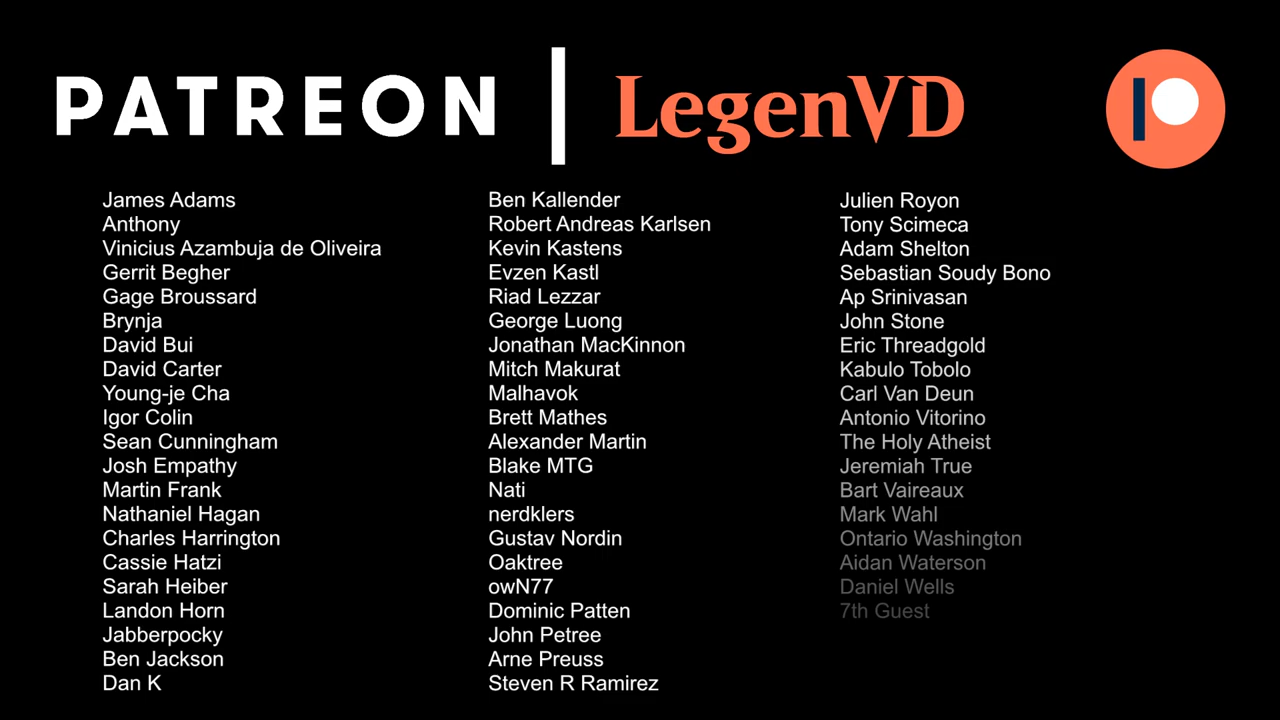 PATREON | LegenVD
James Adams
Anthony
Vinicius Azambuja de Oliveira
Gerrit Begher
Gage Broussard
Brynja
David Bui
David Carter
Young-je Cha
Igor Colin
Sean Cunningham
Josh Empathy
Martin Frank
Nathaniel Hagan
Charles Harrington
Cassie Hatzi
Sarah Heiber
Landon Horn
Jabberpocky
Ben Jackson
Dan K
Ben Kallender
Robert Andreas Karlsen
Kevin Kastens
Evzen Kastl
Riad Lezzar
George Luong
Jonathan MacKinnon
Mitch Makurat
Malhavok
Brett Mathes
Alexander Martin
Blake MTG
Nati
nerdklers
Gustav Nordin
Oaktree
owN77
Dominic Patten
John Petree
Arne Preuss
Steven R Ramirez
Julien Royon
Tony Scimeca
Adam Shelton
Sebastian Soudy Bono
Ap Srinivasan
John Stone
Eric Threadgold
Kabulo Tobolo
Carl Van Deun
Antonio Vitorino
The Holy Atheist
Jeremiah True
Bart Vaireaux
Mark Wahl
Ontario Washington
Aidan Waterson
Daniel Wells
7th Guest